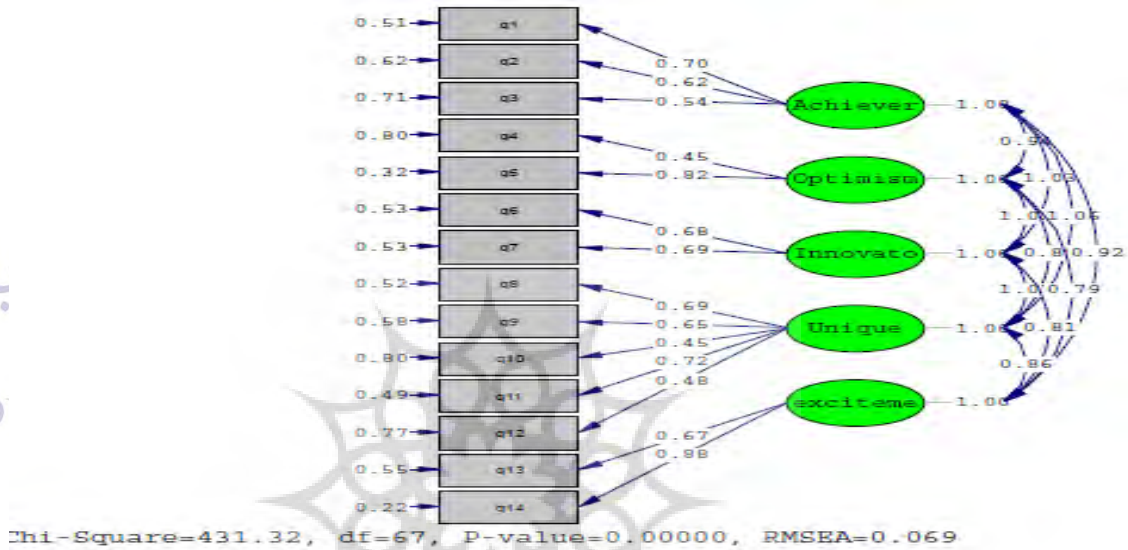 0.51 q1
0.70
0.62 q2
0.62
0.71 q3
0.54
Achiever 1.00
0.80 q4
0.94
0.45
0.32 q5
0.82
Optimism 1.00 1.03
0.53 q6
1.06
0.68
0.53 q7
0.69
Innovato 1.00 0.92
0.52 q8
0.79
0.69
0.58 q9
0.65
Unique 1.00 0.81
0.80 q10
0.45
0.86
0.49 q11
0.72
0.48
exciteme 1.00
0.77 q12
0.55 q13
0.67
0.88
0.22 q14
Chi-Square=431.32, df=67, P-value=0.00000, RMSEA=0.069